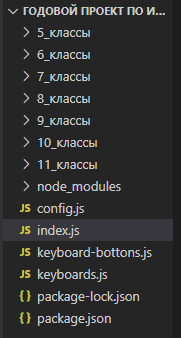 ГОДОВОЙ ПРОЕКТ ПО И...
5_классы
6_классы
7_классы
8_классы
9_классы
10_классы
11_классы
node_modules
JS config.js
JS index.js
JS keyboard-bottons.js
JS keyboards.js
{ } package-lock.json
{ } package.json